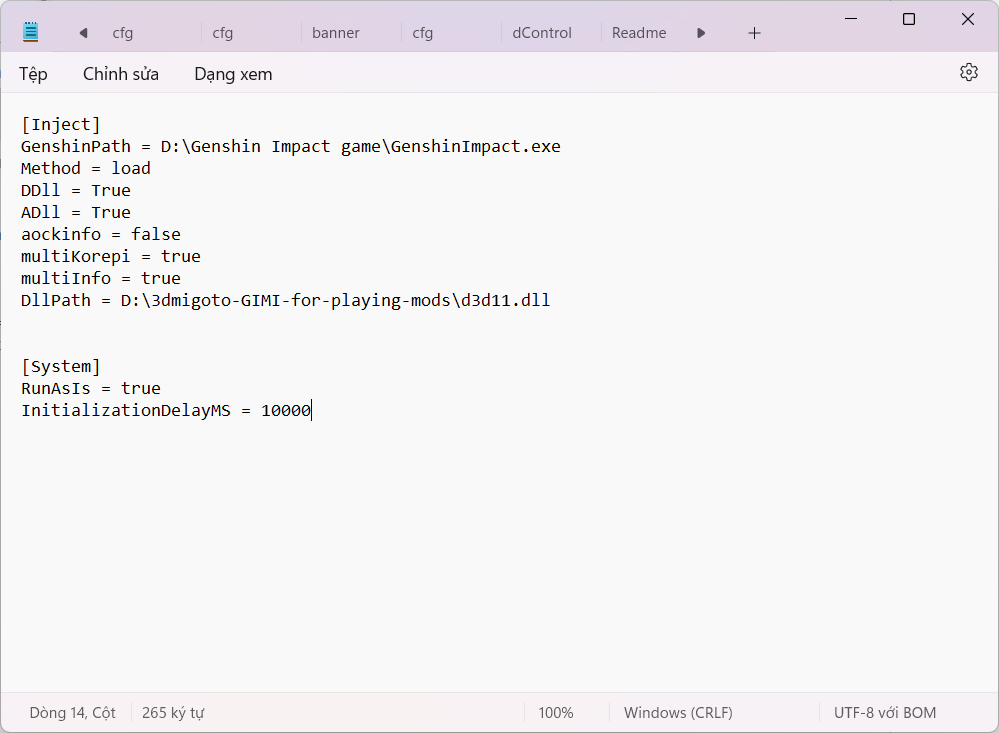 cfg cfg banner cfg dControl Readme
Tệp Chỉnh sửa Dạng xem
[Inject]
GenshinPath = D:\Genshin Impact game\GenshinImpact.exe
Method = load
DDll = True
ADll = True
aockinfo = false
multiKorepi = true
multiInfo = true
DllPath = D:\3dmigoto-GIMI-for-playing-mods\d3d11.dll
[System]
RunAsIs = true
InitializationDelayMS = 10000
Dòng 14, Cột 265 ký tự 100% Windows (CRLF) UTF-8 với BOM